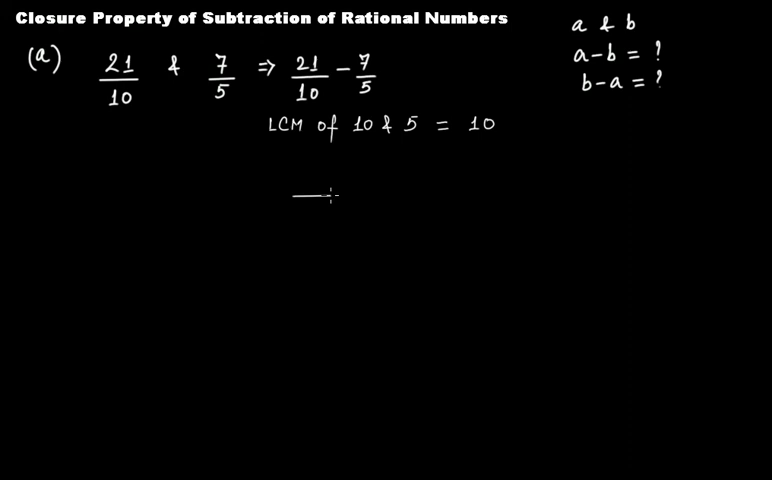 Closure Property of Subtraction of Rational Numbers
a & b
a-b = ?
b-a = ?
(a) 21/10 & 7/5 ⇒ 21/10 - 7/5
LCM of 10 & 5 = 10